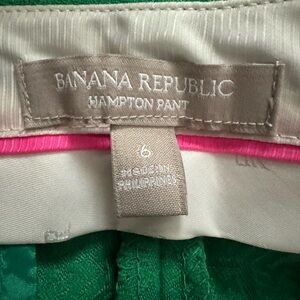 BANANA REPUBLIC
HAMPTON PANT
6
MADE IN
PHILIPPINES